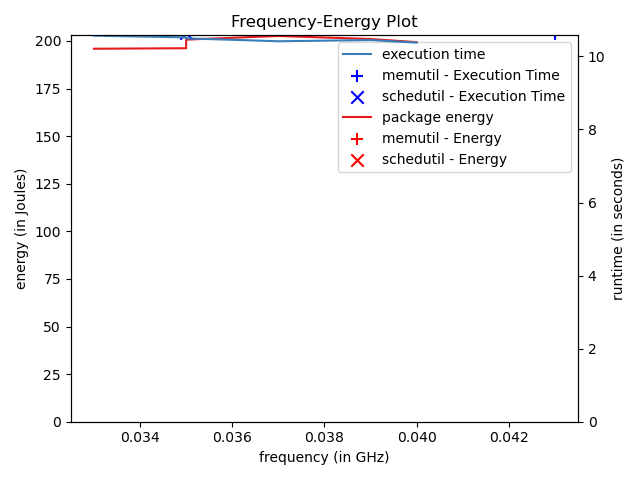 Frequency-Energy Plot
execution time
memutil - Execution Time
schedutil - Execution Time
package energy
memutil - Energy
schedutil - Energy
200
175
150
125
100
75
50
25
0
energy (in Joules)
10
8
6
4
2
0
runtime (in seconds)
0.034
0.036
0.038
0.040
0.042
frequency (in GHz)